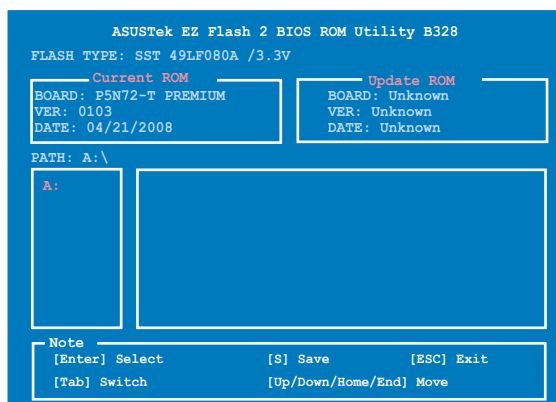 ASUSTek EZ Flash 2 BIOS ROM Utility B328
FLASH TYPE: SST 49LF080A /3.3V
Current ROM
BOARD: P5N72-T PREMIUM
VER: 0103
DATE: 04/21/2008
Update ROM
BOARD: Unknown
VER: Unknown
DATE: Unknown
PATH: A:\
A:
Note
[Enter] Select [S] Save [ESC] Exit
[Tab] Switch [Up/Down/Home/End] Move